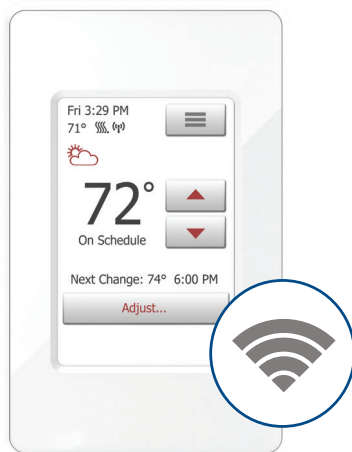 Fri 3:29 PM
71°
72°
On Schedule
Next Change: 74° 6:00 PM
Adjust...